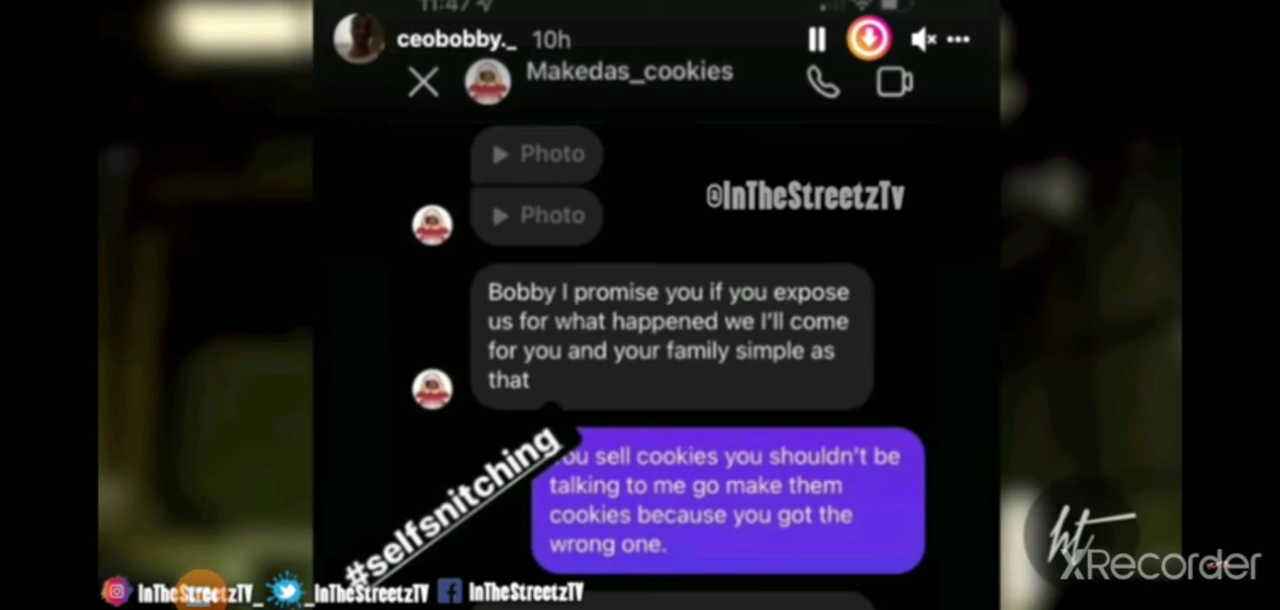 11:47
ceobobby._ 10h
Makedas_cookies
Photo
@InTheStreetzTv
Photo
Bobby I promise you if you expose
us for what happened we I'll come
for you and your family simple as
that
#selfsnitching
ou sell cookies you shouldn't be
talking to me go make them
cookies because you got the
wrong one.
ht
XRecorder
InTheStreetzTV_ _InTheStreetzTV InTheStreetzTV